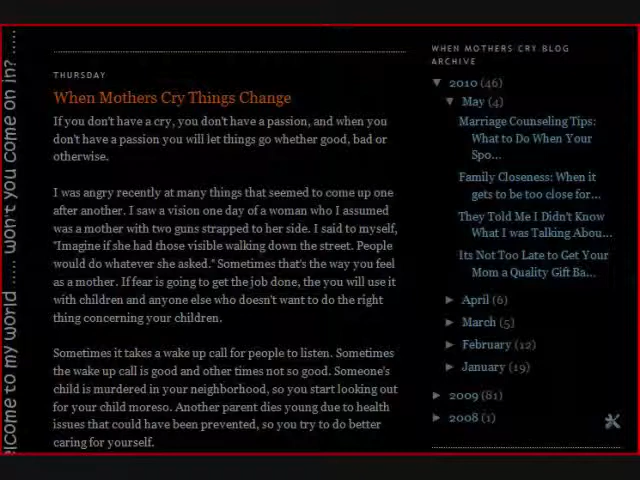 won't you come on in? .....
elcome to my world .....
THURSDAY
When Mothers Cry Things Change
If you don't have a cry, you don't have a passion, and when you
don't have a passion you will let things go whether good, bad or
otherwise.
I was angry recently at many things that seemed to come up one
after another. I saw a vision one day of a woman who I assumed
was a mother with two guns strapped to her side. I said to myself,
"Imagine if she had those visible walking down the street. People
would do whatever she asked." Sometimes that's the way you feel
as a mother. If fear is going to get the job done, the you will use it
with children and anyone else who doesn't want to do the right
thing concerning your children.
Sometimes it takes a wake up call for people to listen. Sometimes
the wake up call is good and other times not so good. Someone's
child is murdered in your neighborhood, so you start looking out
for your child moreso. Another parent dies young due to health
issues that could have been prevented, so you try to do better
caring for yourself.
WHEN MOTHERS CRY BLOG
ARCHIVE
▼ 2010 (46)
▼ May (4)
Marriage Counseling Tips:
What to Do When Your
Spo...
Family Closeness: When it
gets to be too close for...
They Told Me I Didn't Know
What I was Talking Abou...
Its Not Too Late to Get Your
Mom a Quality Gift Ba...
► April (6)
► March (5)
► February (12)
► January (19)
► 2009 (81)
► 2008 (1)